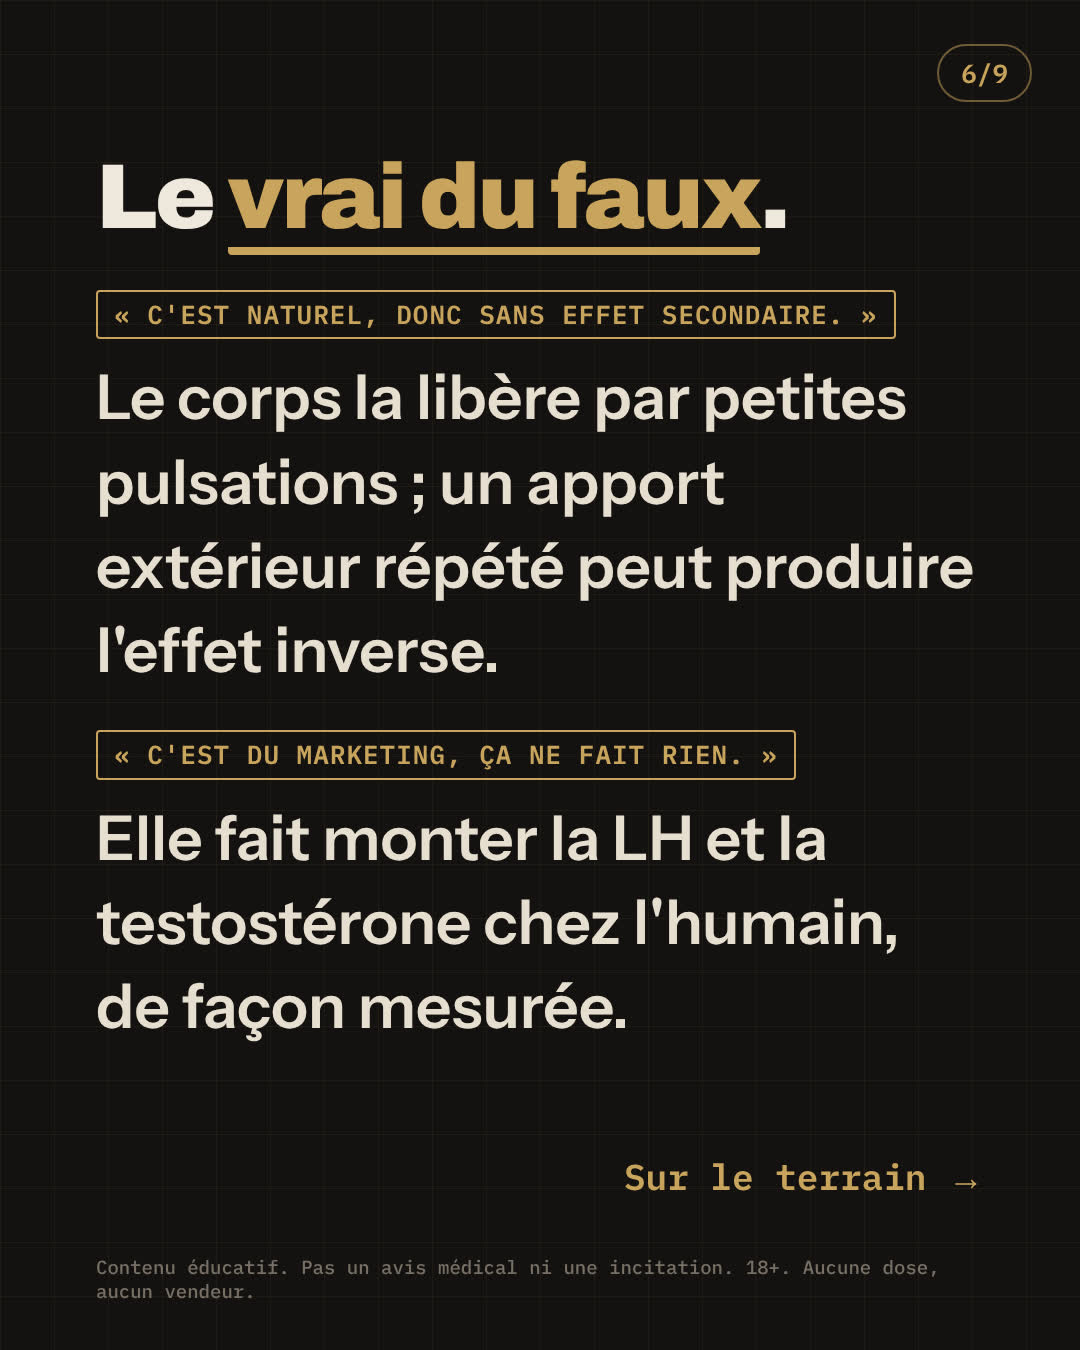 6/9
Le vrai du faux.
« C'EST NATUREL, DONC SANS EFFET SECONDAIRE. »
Le corps la libère par petites
pulsations ; un apport
extérieur répété peut produire
l'effet inverse.
« C'EST DU MARKETING, ÇA NE FAIT RIEN. »
Elle fait monter la LH et la
testostérone chez l'humain,
de façon mesurée.
Sur le terrain →
Contenu éducatif. Pas un avis médical ni une incitation. 18+. Aucune dose,
aucun vendeur.